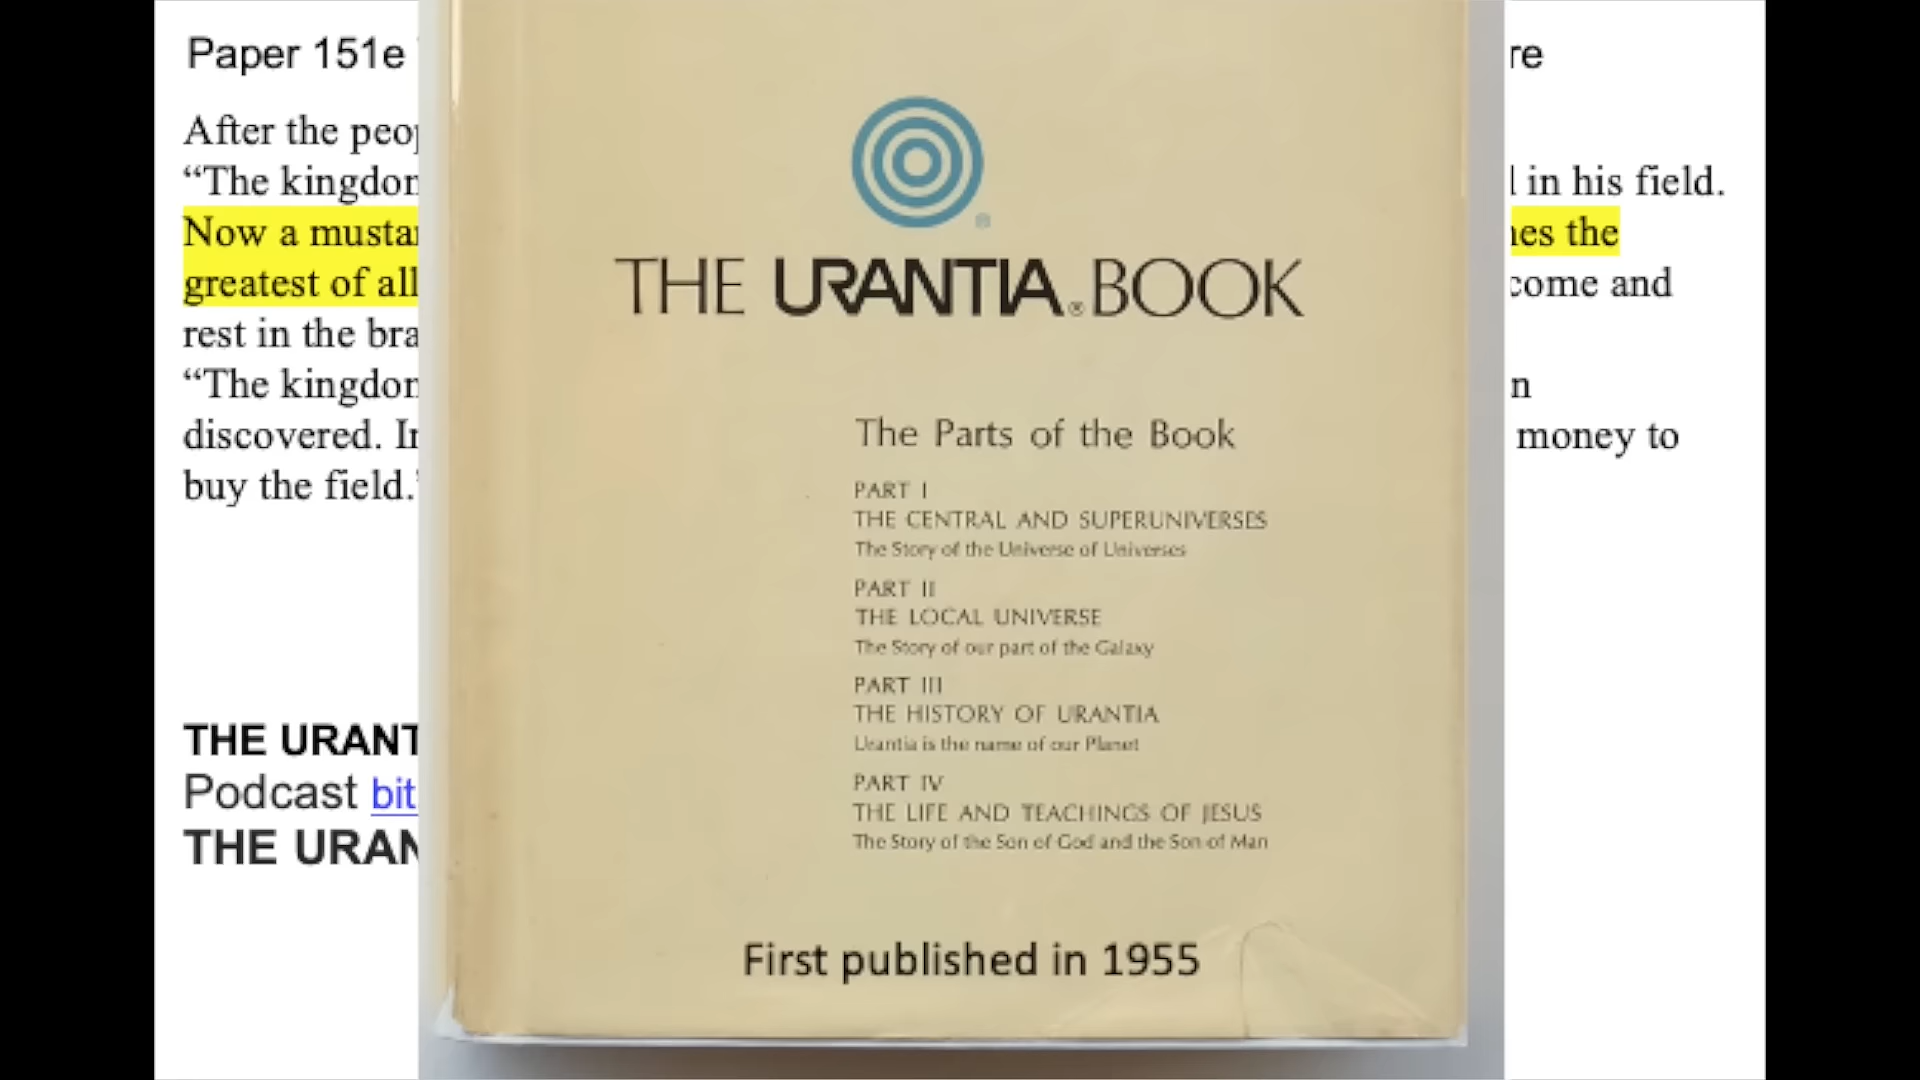 Paper 151e
re
After the peop
"The kingdom
l in his field.
Now a mustar
nes the
greatest of all
come and
rest in the bra
"The kingdom
n
discovered. In
money to
buy the field."
THE URANT
Podcast bit
THE URAN
®
THE URANTIA® BOOK
The Parts of the Book
PART I
THE CENTRAL AND SUPERUNIVERSES
The Story of the Universe of Universes
PART II
THE LOCAL UNIVERSE
The Story of our part of the Galaxy
PART III
THE HISTORY OF URANTIA
Urantia is the name of our Planet
PART IV
THE LIFE AND TEACHINGS OF JESUS
The Story of the Son of God and the Son of Man
First published in 1955